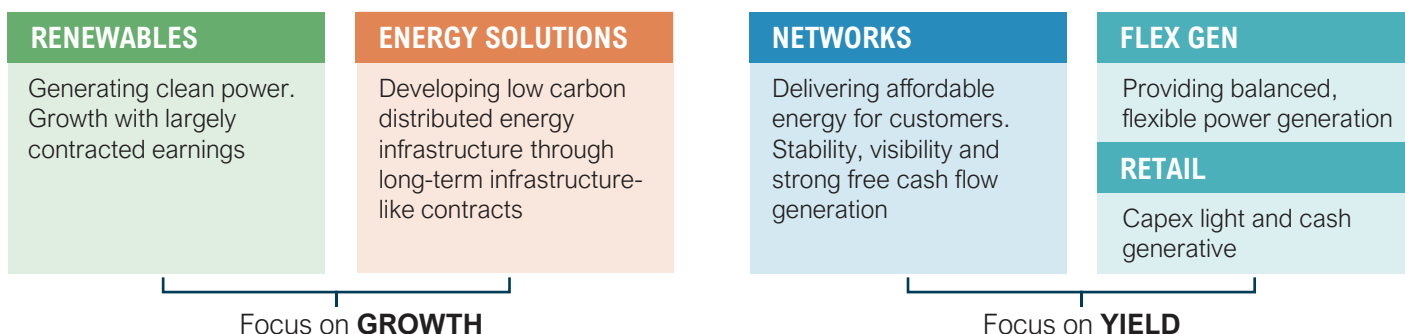 RENEWABLES
Generating clean power.
Growth with largely
contracted earnings
ENERGY SOLUTIONS
Developing low carbon
distributed energy
infrastructure through
long-term infrastructure-
like contracts
Focus on GROWTH
NETWORKS
Delivering affordable
energy for customers.
Stability, visibility and
strong free cash flow
generation
FLEX GEN
Providing balanced,
flexible power generation
RETAIL
Capex light and cash
generative
Focus on YIELD